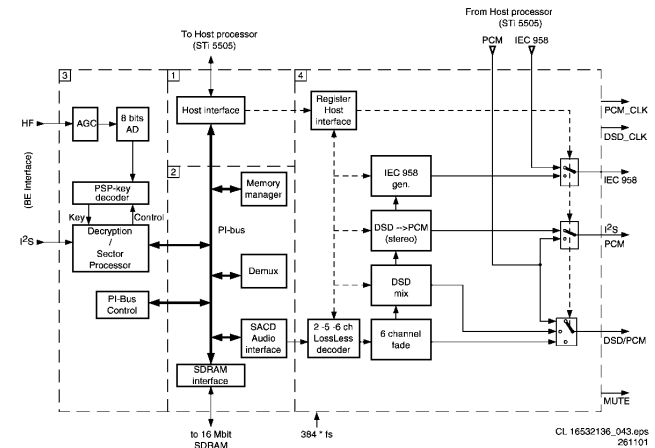 From Host processor
(STi 5505)
To Host processor
(STi 5505)
PCM IEC 958
3
1
4
Host interface
Register
Host
interface
PCM_CLK
DSD_CLK
HF
AGC
8 bits
AD
(BE Interface)
2
PSP-key
decoder
Memory
manager
IEC 958
gen.
IEC 958
Key
Control
PI-bus
I2S
Decryption
/
Sector
Processor
DSD -->PCM
(stereo)
I2S
PCM
Demux
DSD
mix
PI-Bus
Control
SACD
Audio
interface
2 -5 -6 ch
LossLess
decoder
6 channel
fade
DSD/PCM
SDRAM
interface
MUTE
to 16 Mbit
SDRAM
384 * fs
CL 16532136_043.eps
261101